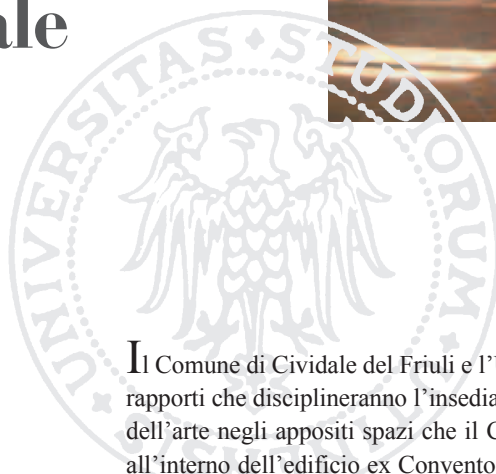 ale
UNIVERSITAS STUDIORUM UTINENSIS
Il Comune di Cividale del Friuli e l'
rapporti che disciplineranno l'insedia
dell'arte negli appositi spazi che il
all'interno dell'edificio ex Convento